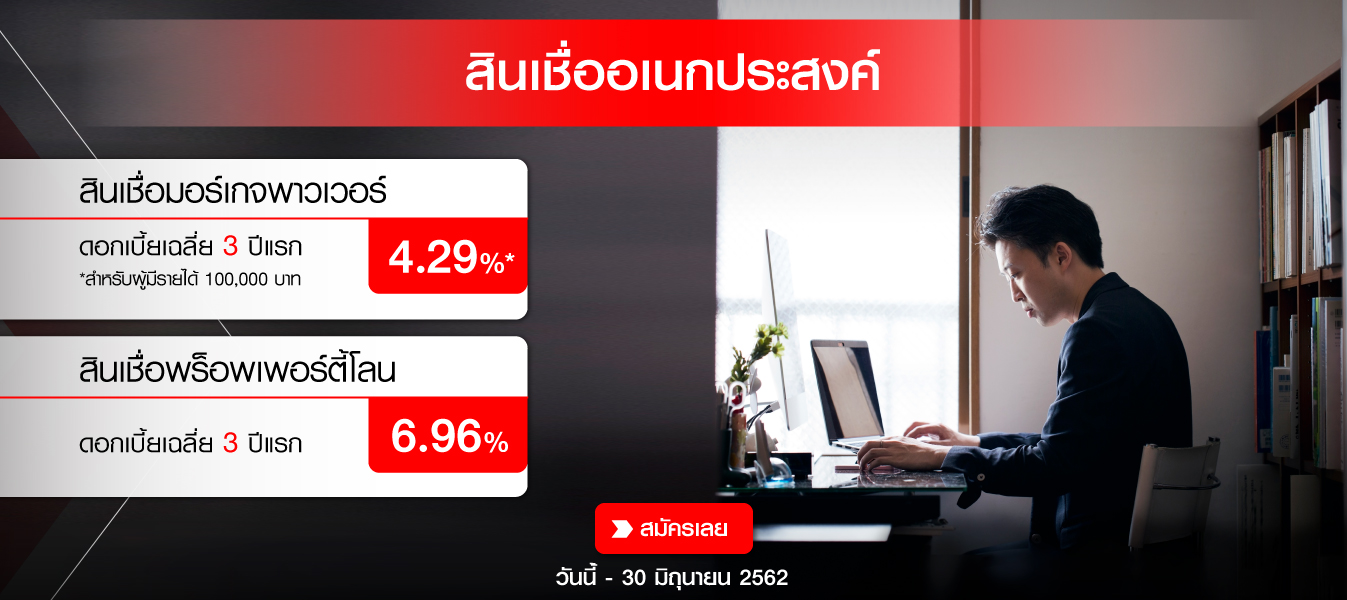 สินเชื่ออเนกประสงค์
สินเชื่อมอร์เกจพาวเวอร์
ดอกเบี้ยเฉลี่ย 3 ปีแรก
4.29%*
*สำหรับผู้มีรายได้ 100,000 บาท
สินเชื่อพร็อพเพอร์ตี้โลน
ดอกเบี้ยเฉลี่ย 3 ปีแรก
6.96%
สมัครเลย
วันนี้ - 30 มิถุนายน 2562